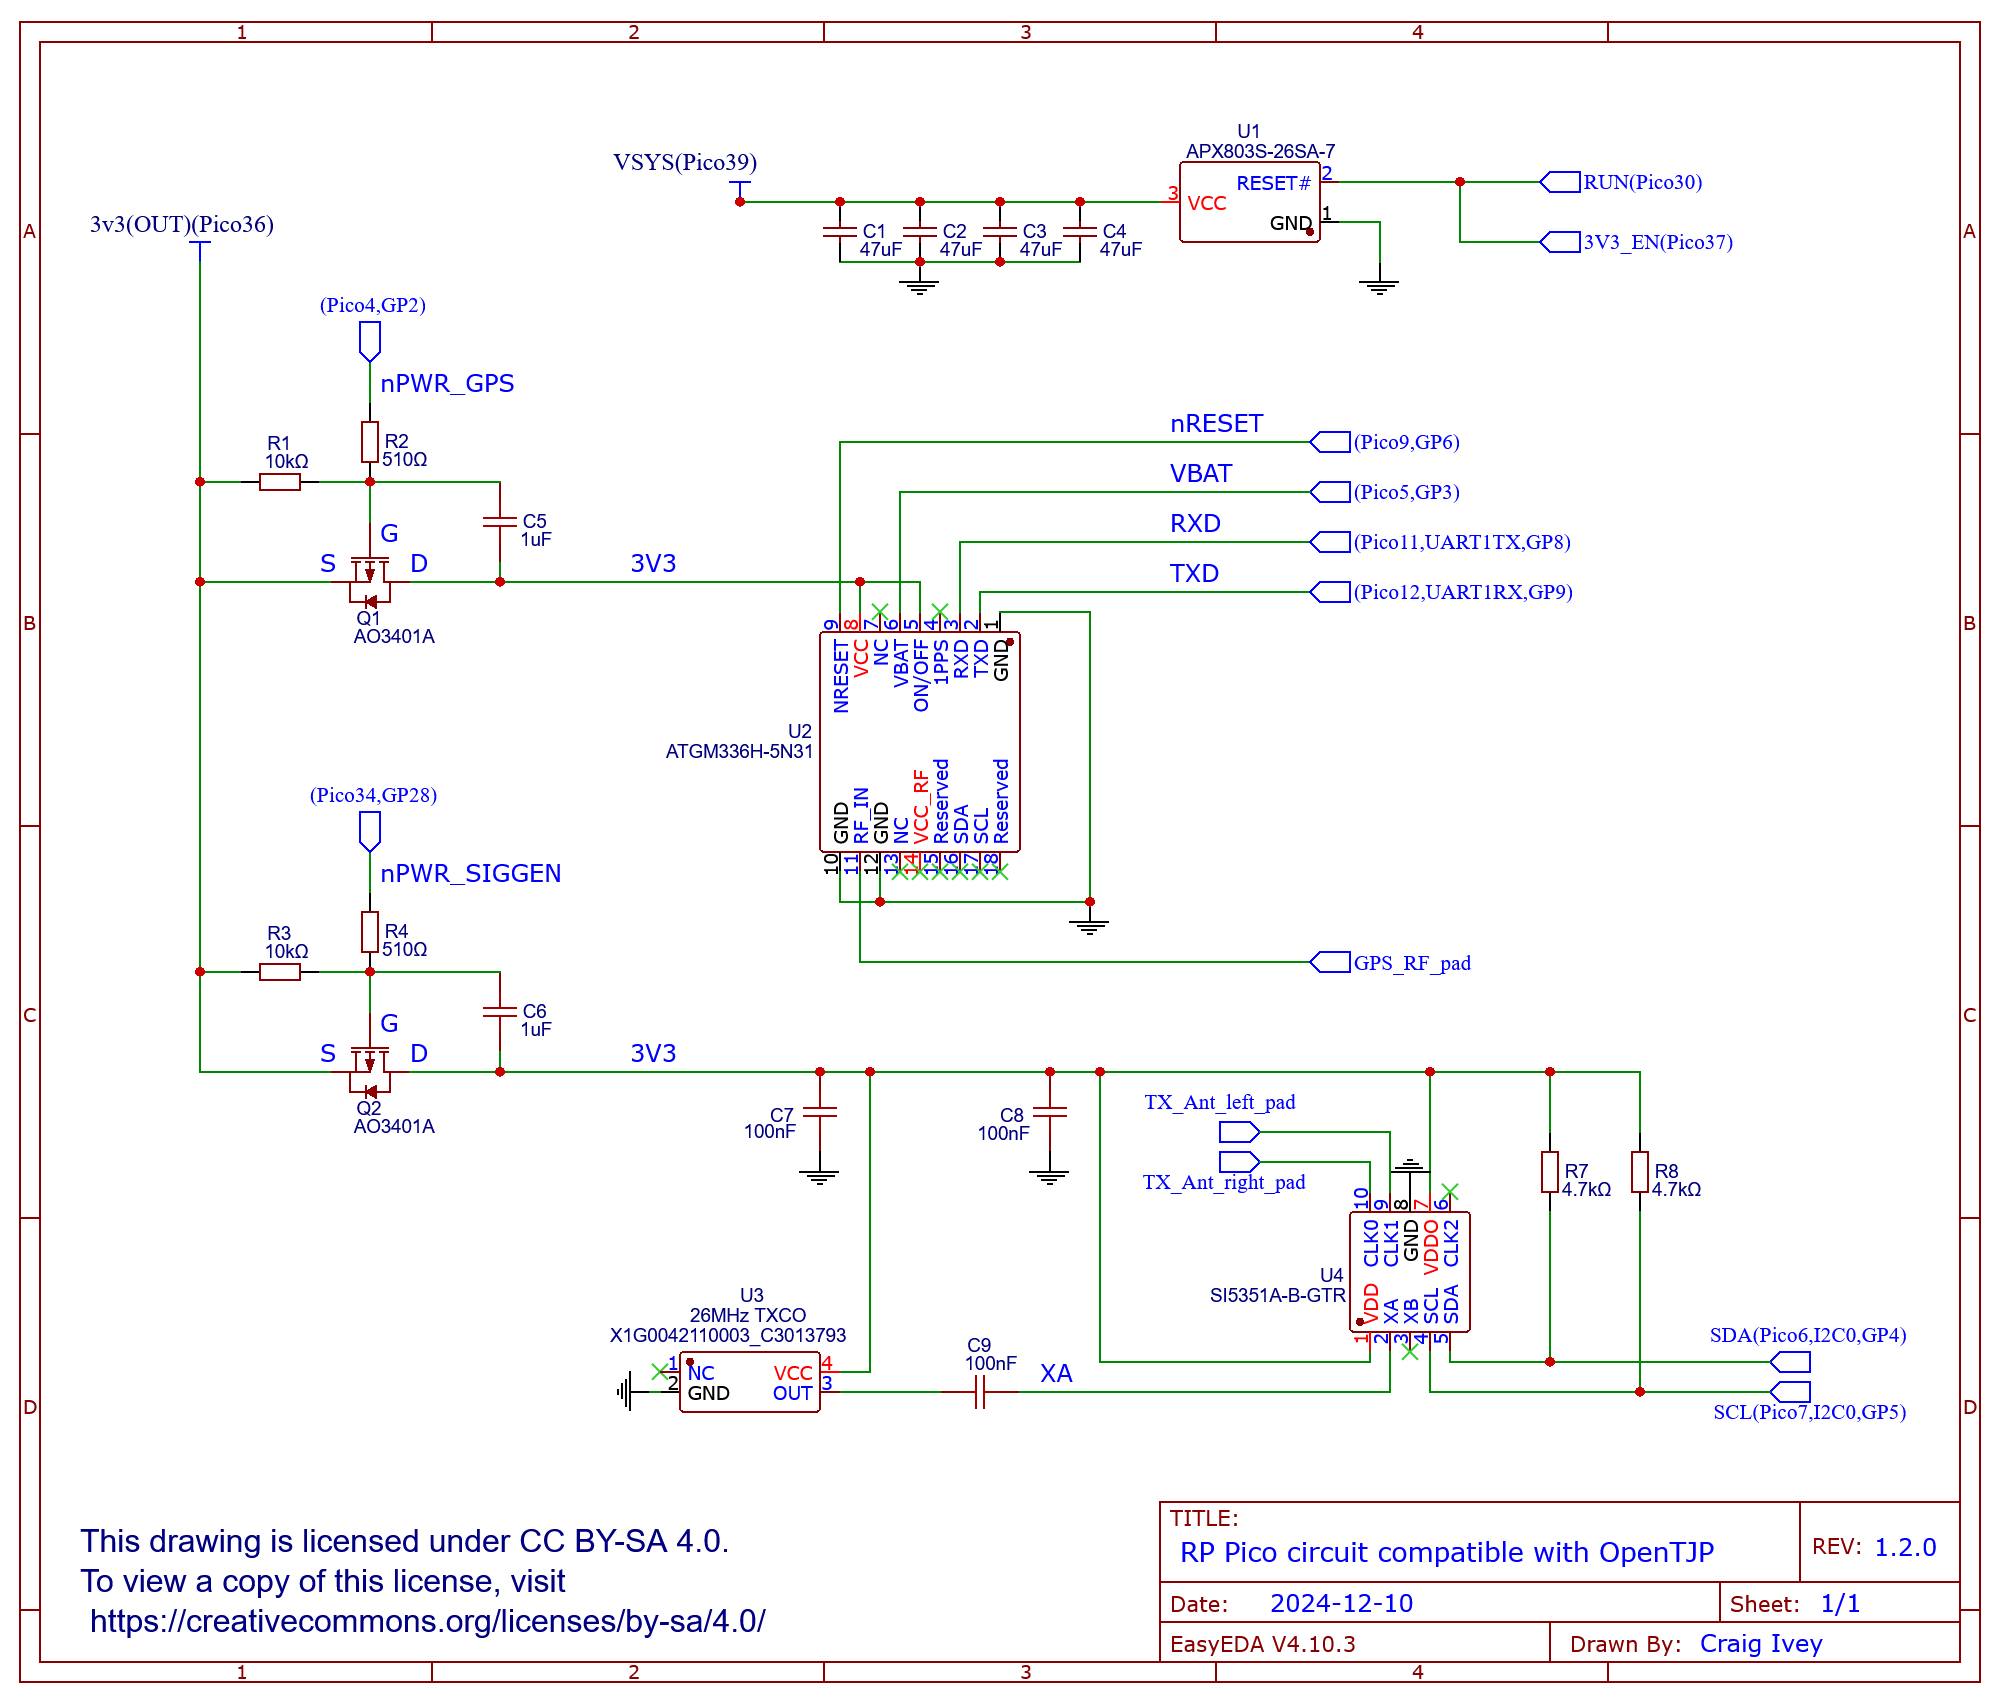 1 2 3 4
A A
B B
C C
D D
U1
APX803S-26SA-7
VSYS(Pico39)
RESET# 2
3 VCC
GND 1
RUN(Pico30)
3V3_EN(Pico37)
C1
47uF
C2
47uF
C3
47uF
C4
47uF
3v3(OUT)(Pico36)
(Pico4,GP2)
nPWR_GPS
R1
10kΩ
R2
510Ω
C5
1uF
G
S D
3V3
Q1
AO3401A
nRESET
(Pico9,GP6)
VBAT
(Pico5,GP3)
RXD
(Pico11,UART1TX,GP8)
TXD
(Pico12,UART1RX,GP9)
9 8 7 6 5 4 3 2 1
NRESET VCC NC VBAT ON/OFF 1PPS RXD TXD GND
U2
ATGM336H-5N31
GND RF_IN GND NC VCC_RF Reserved SDA SCL Reserved
10 11 12 13 14 15 16 17 18
GPS_RF_pad
(Pico34,GP28)
nPWR_SIGGEN
R3
10kΩ
R4
510Ω
C6
1uF
G
S D
3V3
Q2
AO3401A
C7
100nF
C8
100nF
TX_Ant_left_pad
TX_Ant_right_pad
R7
4.7kΩ
R8
4.7kΩ
10 9 8 7 6
CLK0 CLK1 GND VDDO CLK2
U4
SI5351A-B-GTR
VDD XA XB SCL SDA
1 2 3 4 5
U3
26MHz TXCO
X1G0042110003_C3013793
1 NC VCC 4
2 GND OUT 3
C9
100nF
XA
SDA(Pico6,I2C0,GP4)
SCL(Pico7,I2C0,GP5)
This drawing is licensed under CC BY-SA 4.0.
To view a copy of this license, visit
https://creativecommons.org/licenses/by-sa/4.0/
TITLE:
RP Pico circuit compatible with OpenTJP
REV: 1.2.0
Date: 2024-12-10
Sheet: 1/1
EasyEDA V4.10.3
Drawn By: Craig Ivey
1 2 3 4